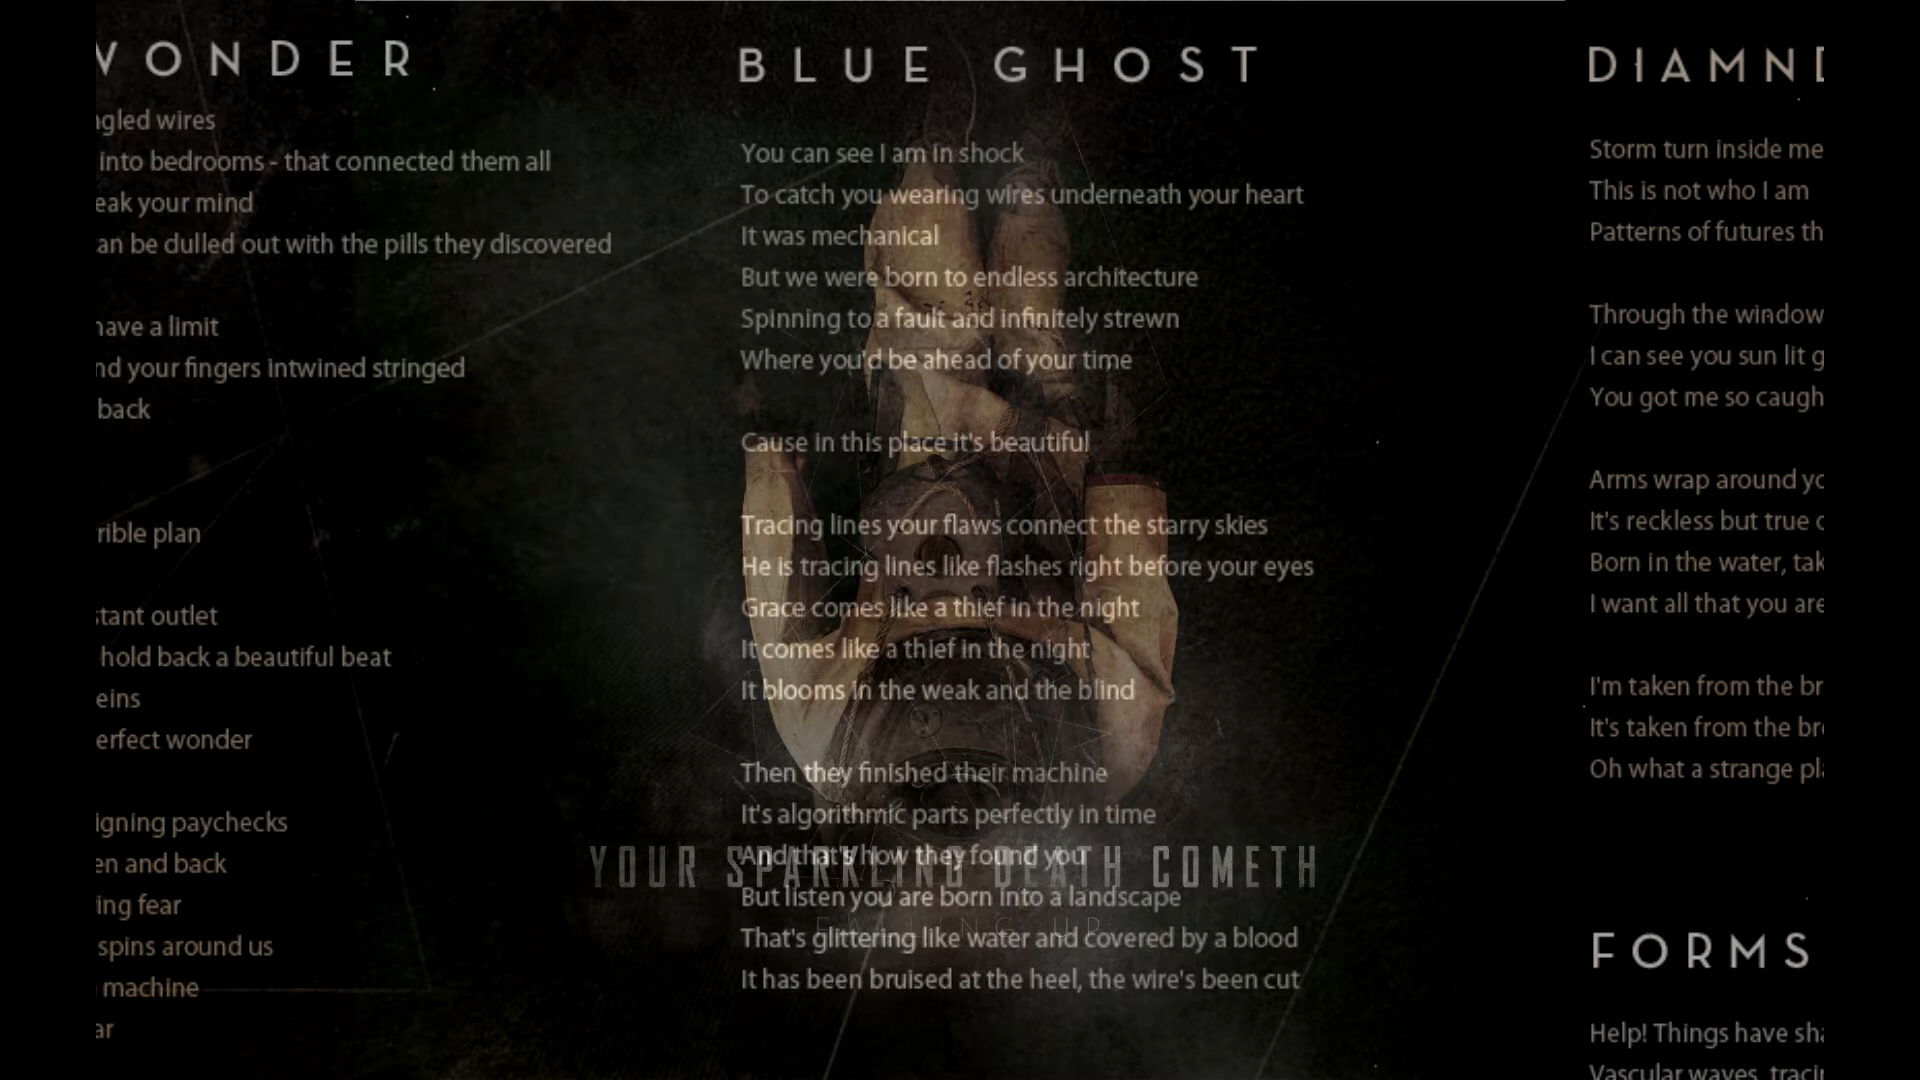 WONDER
ngled wires
into bedrooms - that connected them all
eak your mind
an be dulled out with the pills they discovered
have a limit
nd your fingers intwined stringed
back
rible plan
stant outlet
hold back a beautiful beat
eins
erfect wonder
igning paychecks
en and back
ing fear
spins around us
machine
ar
BLUE GHOST
You can see I am in shock
To catch you wearing wires underneath your heart
It was mechanical
But we were born to endless architecture
Spinning to a fault and infinitely strewn
Where you'd be ahead of your time
Cause in this place it's beautiful
Tracing lines your flaws connect the starry skies
He is tracing lines like flashes right before your eyes
Grace comes like a thief in the night
It comes like a thief in the night
It blooms in the weak and the blind
Then they finished their machine
It's algorithmic parts perfectly in time
And that's how they found you
But listen you are born into a landscape
That's glittering like water and covered by a blood
It has been bruised at the heel, the wire's been cut
YOUR SPARKLING DEATH COMETH
FALLING UP
DIAMND
Storm turn inside me
This is not who I am
Patterns of futures th
Through the window
I can see you sun lit g
You got me so caugh
Arms wrap around yo
It's reckless but true
Born in the water, tak
I want all that you are
I'm taken from the br
It's taken from the bro
Oh what a strange pla
FORMS
Help! Things have sha
Vascular waves, tracin